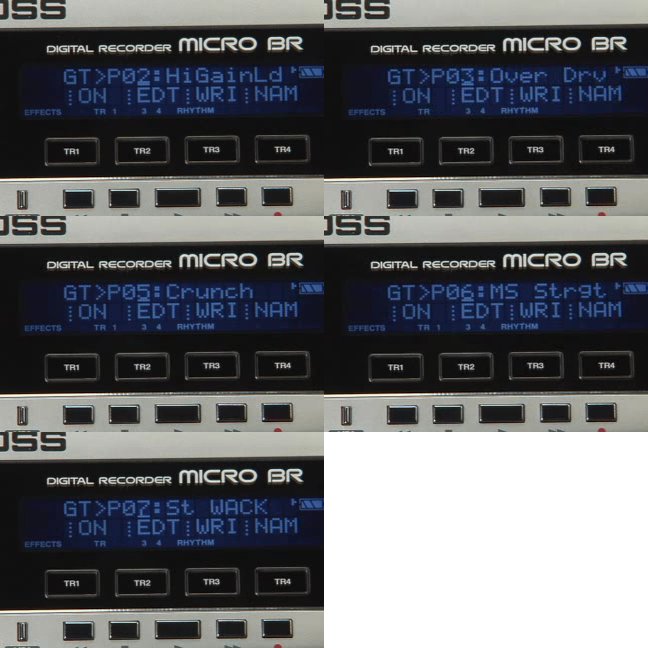 OSS
DIGITAL RECORDER MICRO BR
GT>P02:HiGainLd
ON EDT WRI NAM
EFFECTS TR 1 3 4 RHYTHM
TR1 TR2 TR3 TR4
OSS
DIGITAL RECORDER MICRO BR
GT>P03:Over Drv
ON EDT WRI NAM
EFFECTS TR 1 3 4 RHYTHM
TR1 TR2 TR3 TR4
OSS
DIGITAL RECORDER MICRO BR
GT>P05:Crunch
ON EDT WRI NAM
EFFECTS TR 1 3 4 RHYTHM
TR1 TR2 TR3 TR4
OSS
DIGITAL RECORDER MICRO BR
GT>P06:MS Strgt
ON EDT WRI NAM
EFFECTS TR 1 3 4 RHYTHM
TR1 TR2 TR3 TR4
OSS
DIGITAL RECORDER MICRO BR
GT>P07:St WACK
ON EDT WRI NAM
EFFECTS TR 3 4 RHYTHM
TR1 TR2 TR3 TR4